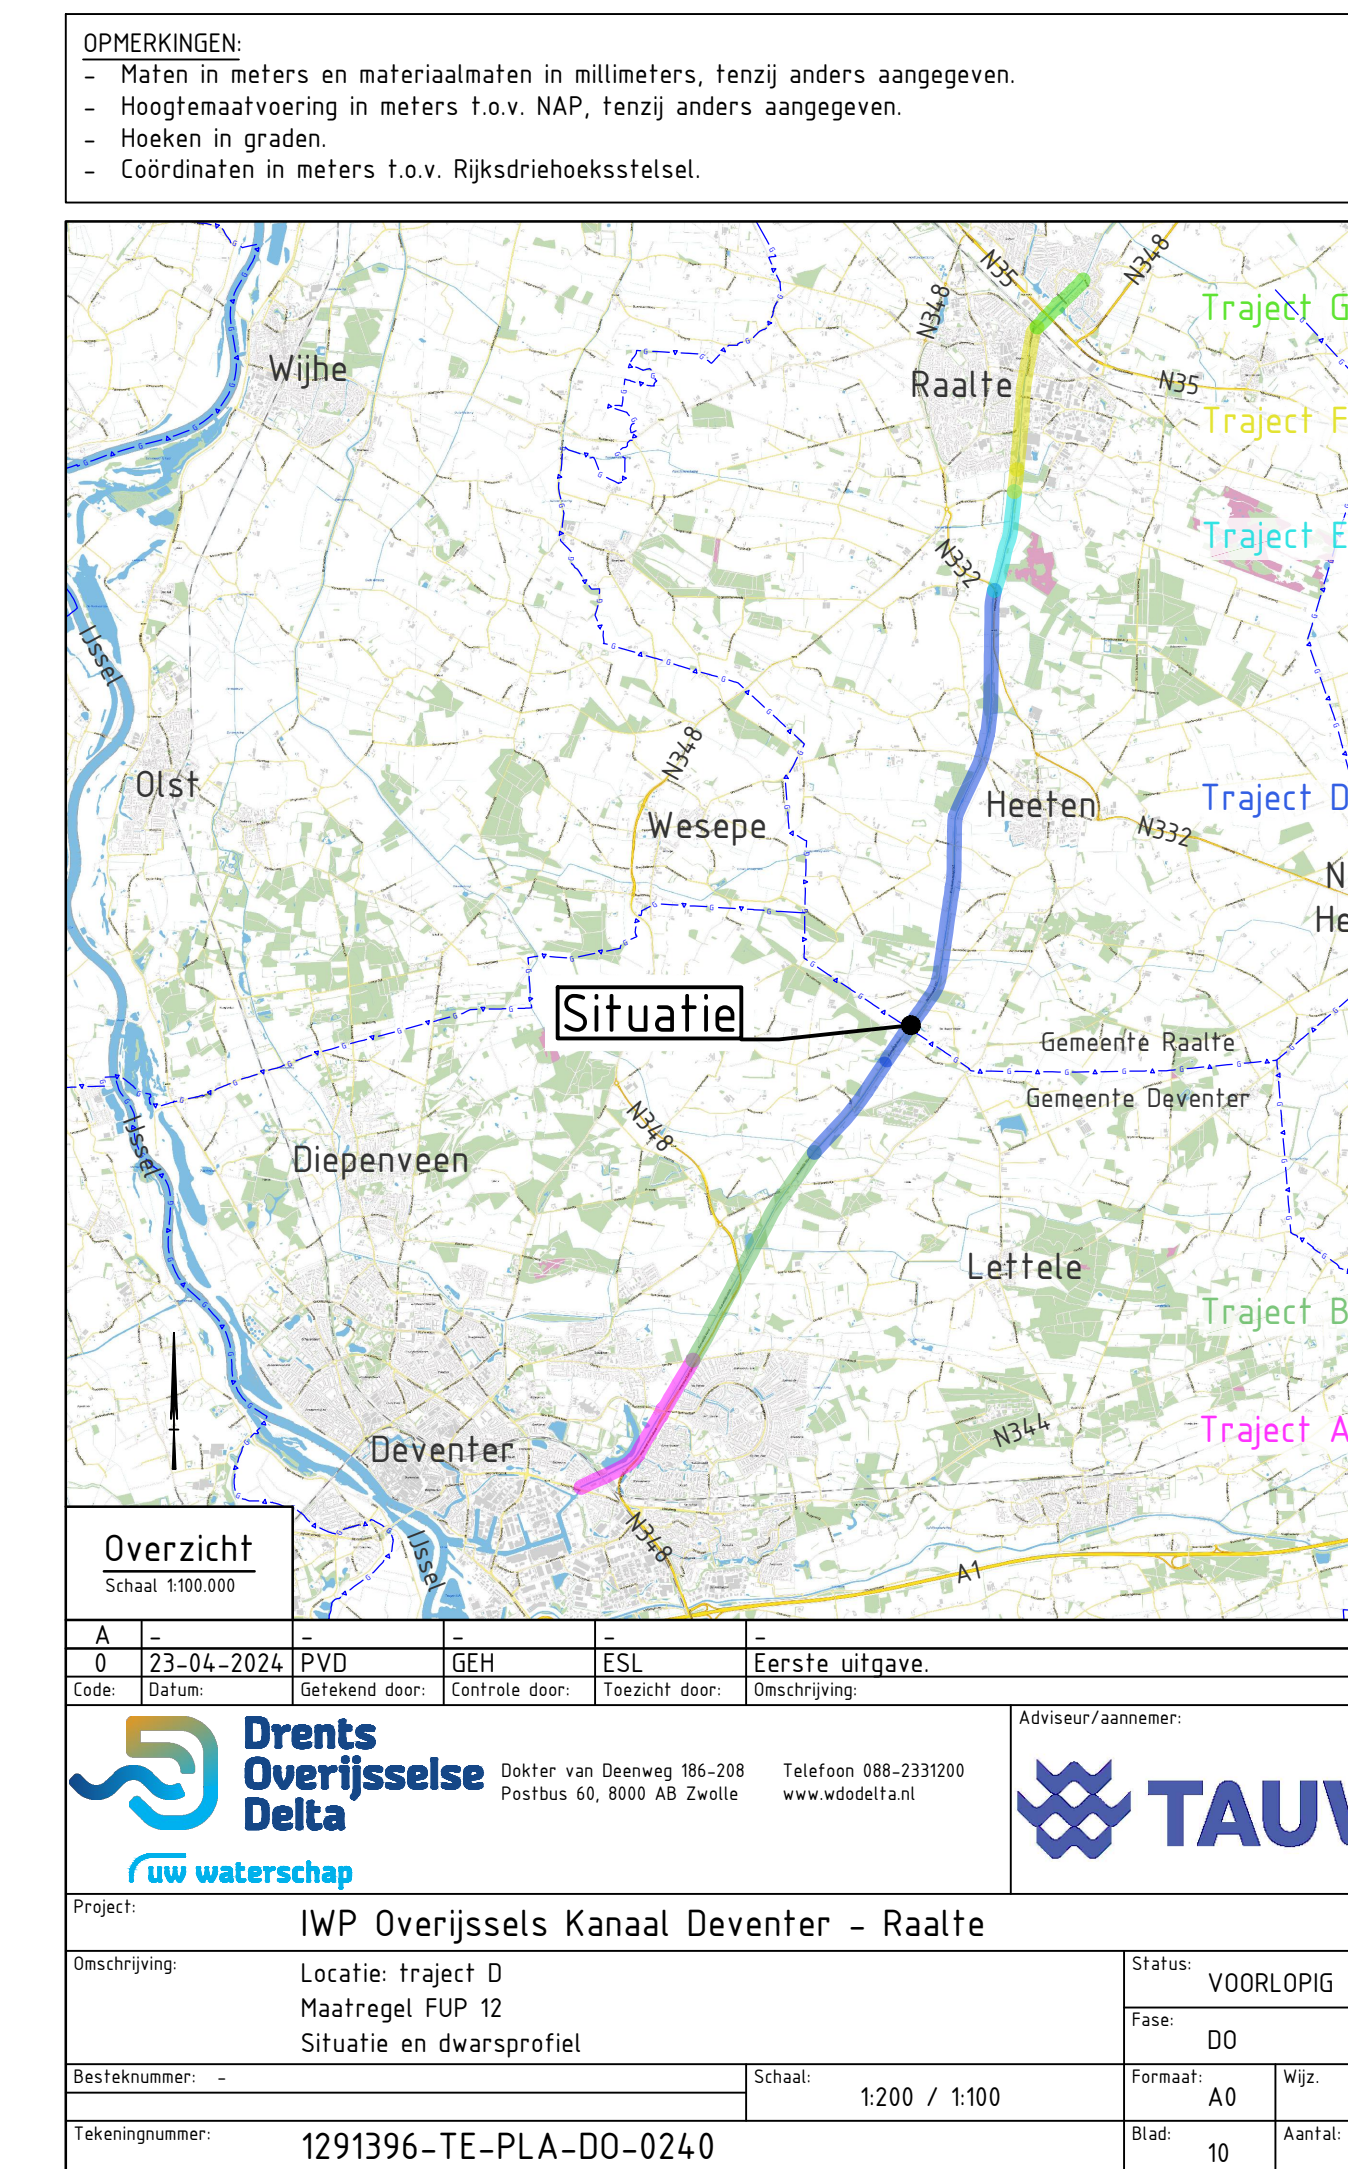 OPMERKINGEN:
- Maten in meters en materiaalmaten in millimeters, tenzij anders aangegeven.
- Hoogtemaatvoering in meters t.o.v. NAP, tenzij anders aangegeven.
- Hoeken in graden.
- Coördinaten in meters t.o.v. Rijksdriehoeksstelsel.
N35
N348
N348
Traject G
Wijhe
Raalte
N35
Traject F
Traject E
N332
IJssel
N348
Olst
Heeten
Traject D
Wesepe
N332
N
He
Situatie
Gemeente Raalte
Gemeente Deventer
N348
IJssel
Diepenveen
Lettele
Traject B
N344
Traject A
Deventer
N348
IJssel
A1
Overzicht
Schaal 1:100.000
A - - - - -
0 23-04-2024 PVD GEH ESL Eerste uitgave.
Code: Datum: Getekend door: Controle door: Toezicht door: Omschrijving:
Drents
Overijsselse
Delta
uw waterschap
Dokter van Deenweg 186-208
Postbus 60, 8000 AB Zwolle
Telefoon 088-2331200
www.wdodelta.nl
Adviseur/aannemer:
TAUW
Project:
IWP Overijssels Kanaal Deventer - Raalte
Omschrijving:
Locatie: traject D
Maatregel FUP 12
Situatie en dwarsprofiel
Status:
VOORLOPIG
Fase:
DO
Besteknummer: -
Schaal:
1:200 / 1:100
Formaat:
A0
Wijz.
Tekeningnummer:
1291396-TE-PLA-DO-0240
Blad:
10
Aantal: